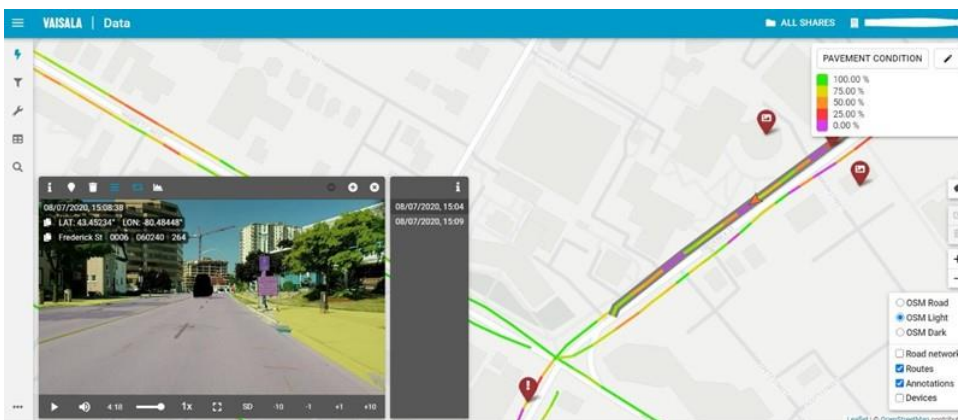 VAISALA | Data
ALL SHARES
PAVEMENT CONDITION
100.00 %
75.00 %
50.00 %
25.00 %
0.00 %
08/07/2020, 15:08:38
LAT: 43.45234° LON: -80.48448°
Frederick St | 0006 | 060240 | 264
08/07/2020, 15:04
08/07/2020, 15:09
4:18
1x
SD
-10
-1
+1
+10
OSM Road
OSM Light
OSM Dark
Road network
Routes
Annotations
Devices
Leaflet | © OpenStreetMap